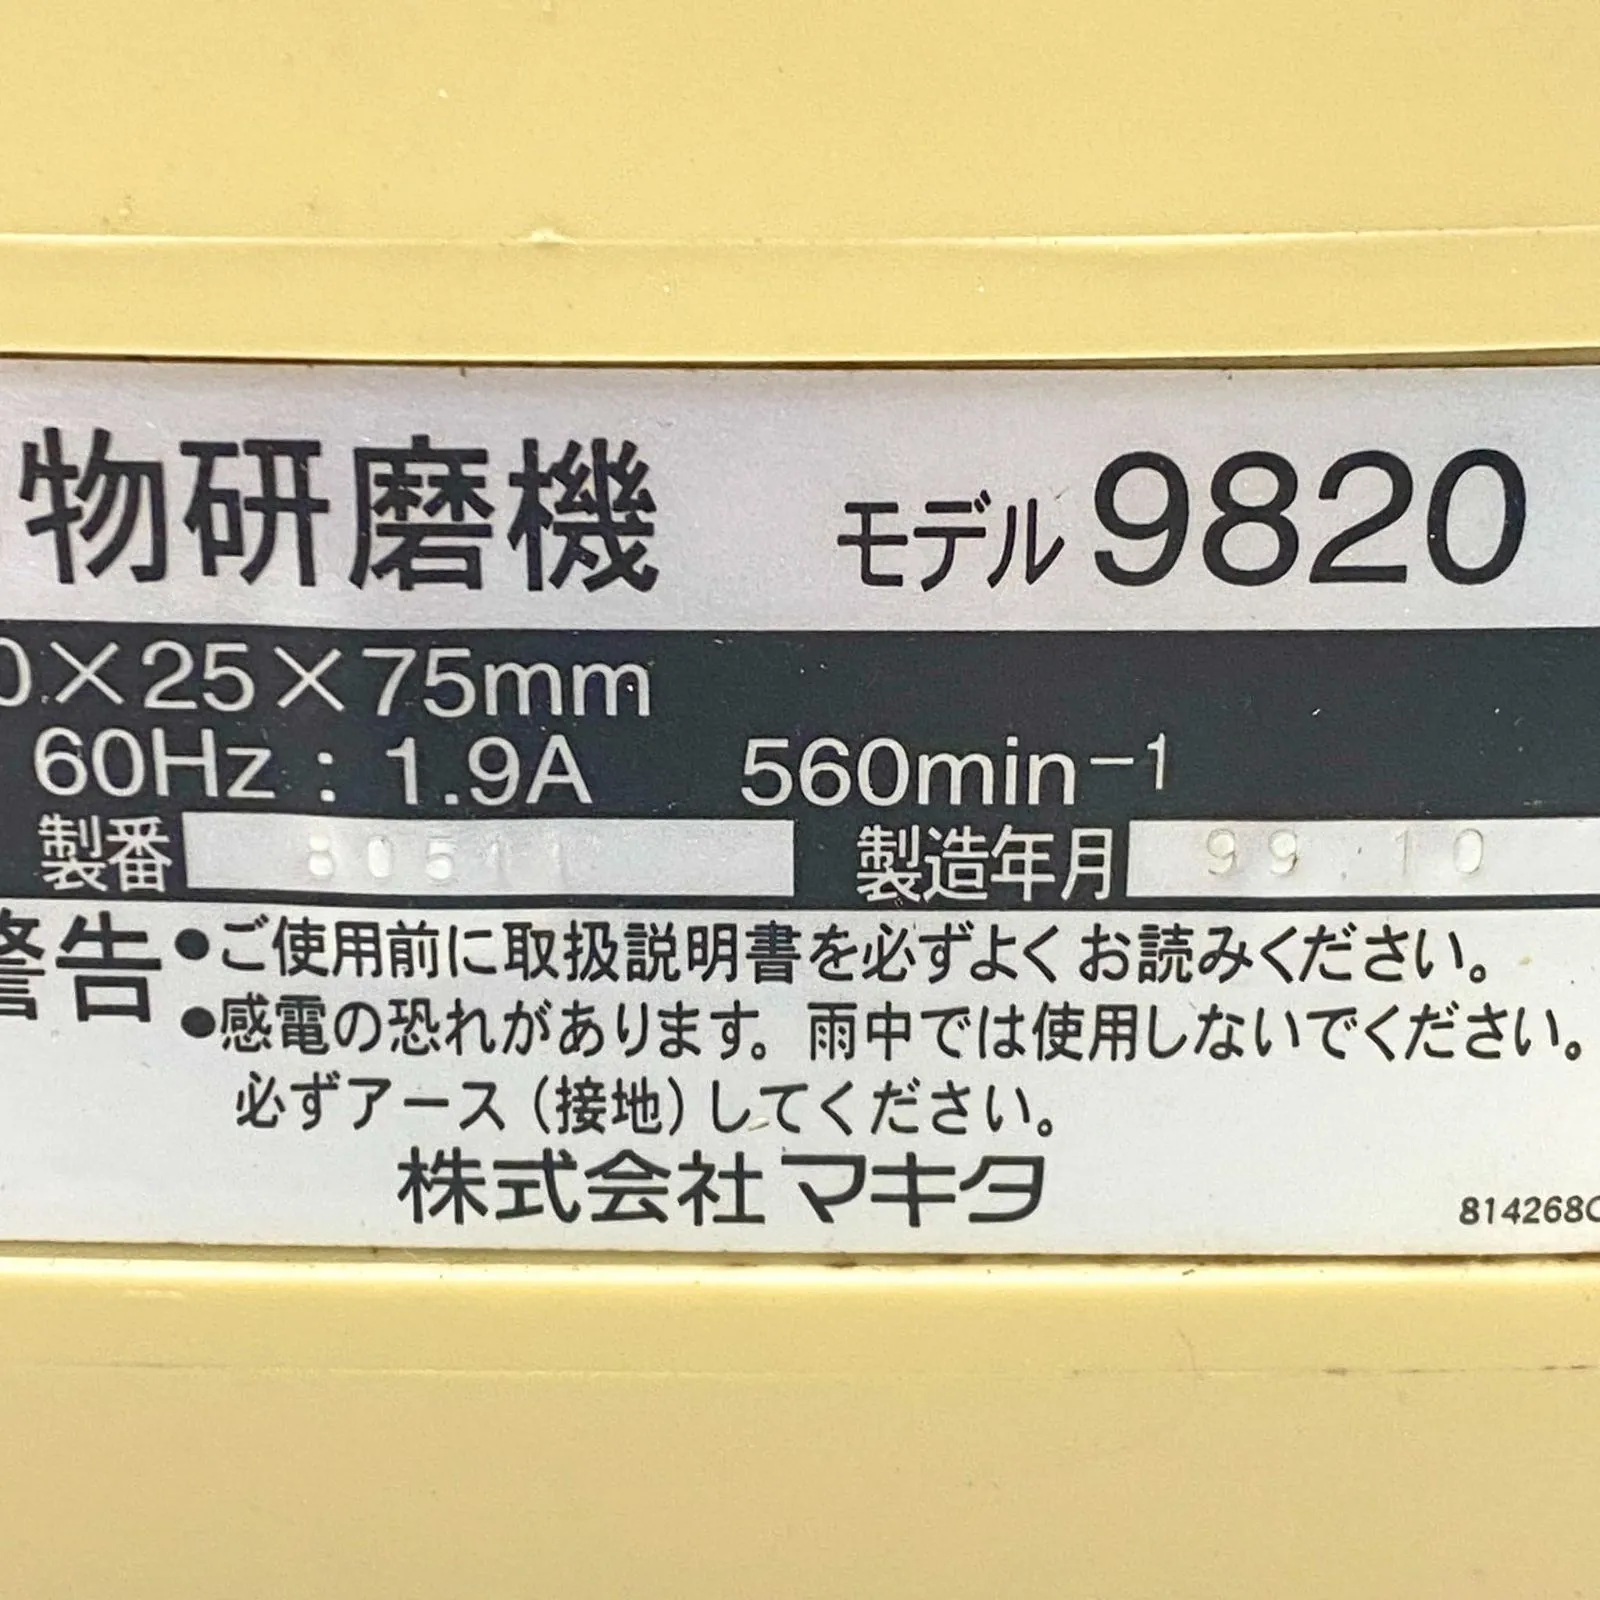 物研磨機 モデル 9820
0×25×75mm
60Hz：1.9A 560min⁻¹
製番 80511 製造年月 99 10
警告 ●ご使用前に取扱説明書を必ずよくお読みください。
●感電の恐れがあります。雨中では使用しないでください。
必ずアース（接地）してください。
株式会社マキタ
814268C